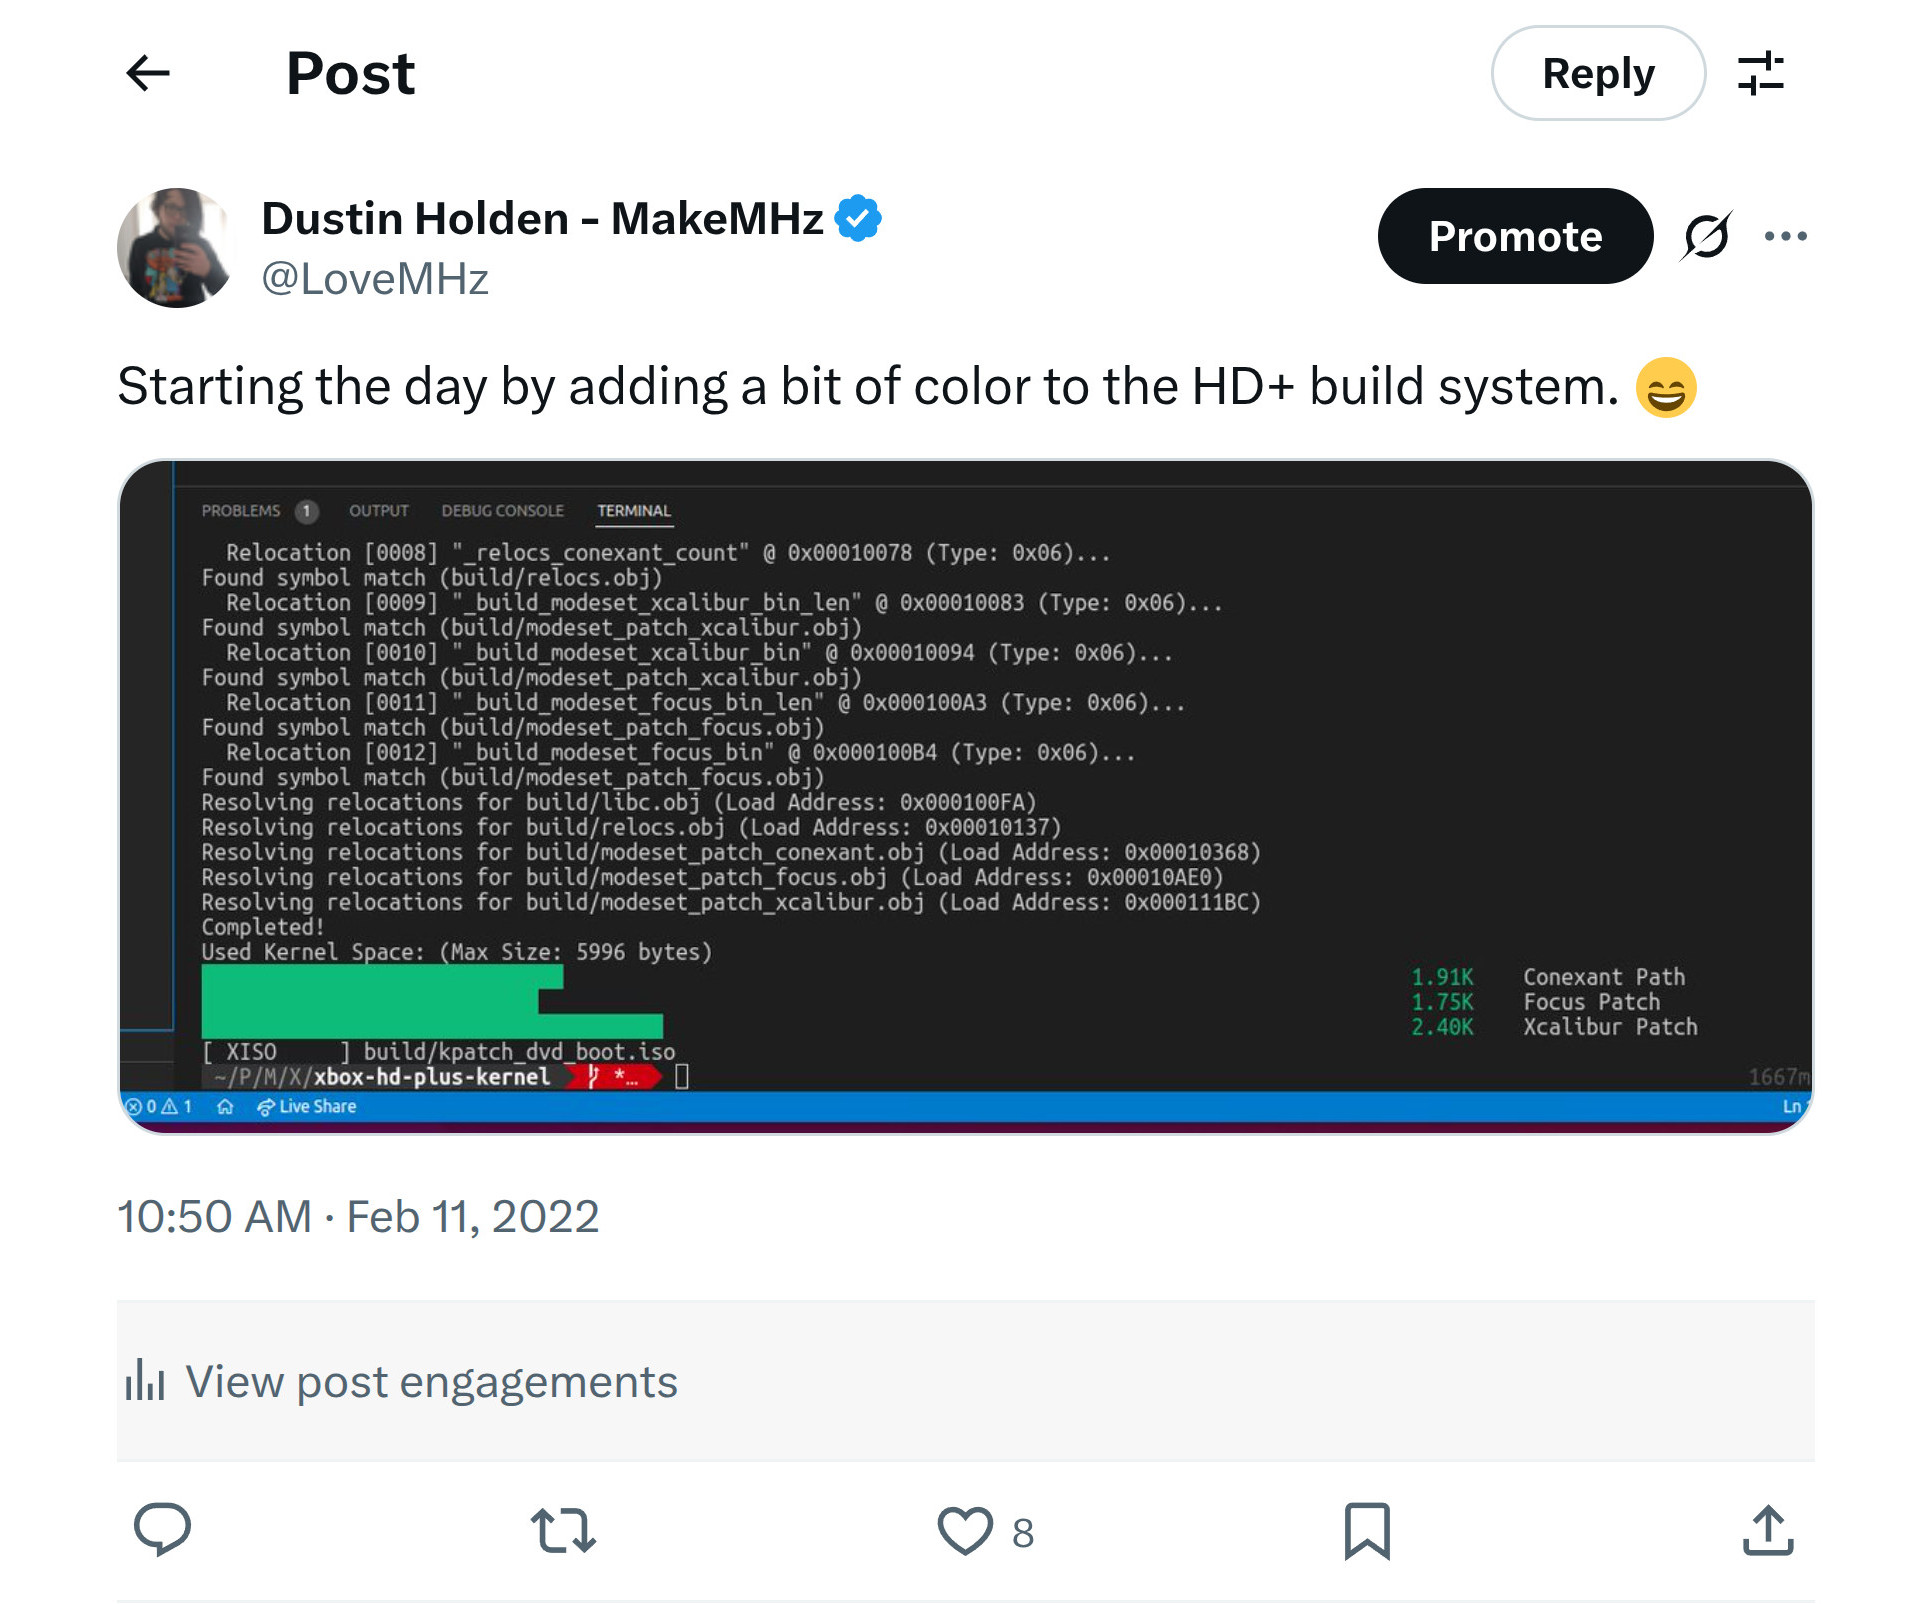 Post
Reply
Dustin Holden - MakeMHz
@LoveMHz
Promote
Starting the day by adding a bit of color to the HD+ build system. 😄
PROBLEMS 1 OUTPUT DEBUG CONSOLE TERMINAL
Relocation [0008] "_relocs_conexant_count" @ 0x00010078 (Type: 0x06)...
Found symbol match (build/relocs.obj)
Relocation [0009] "_build_modeset_xcalibur_bin_len" @ 0x00010083 (Type: 0x06)...
Found symbol match (build/modeset_patch_xcalibur.obj)
Relocation [0010] "_build_modeset_xcalibur_bin" @ 0x00010094 (Type: 0x06)...
Found symbol match (build/modeset_patch_xcalibur.obj)
Relocation [0011] "_build_modeset_focus_bin_len" @ 0x000100A3 (Type: 0x06)...
Found symbol match (build/modeset_patch_focus.obj)
Relocation [0012] "_build_modeset_focus_bin" @ 0x000100B4 (Type: 0x06)...
Found symbol match (build/modeset_patch_focus.obj)
Resolving relocations for build/libc.obj (Load Address: 0x000100FA)
Resolving relocations for build/relocs.obj (Load Address: 0x00010137)
Resolving relocations for build/modeset_patch_conexant.obj (Load Address: 0x00010368)
Resolving relocations for build/modeset_patch_focus.obj (Load Address: 0x00010AE0)
Resolving relocations for build/modeset_patch_xcalibur.obj (Load Address: 0x000111BC)
Completed!
Used Kernel Space: (Max Size: 5996 bytes)
1.91K Conexant Path
1.75K Focus Patch
2.40K Xcalibur Patch
[ XISO ] build/kpatch_dvd_boot.iso
~/P/M/X/xbox-hd-plus-kernel *… 1667m
0 1 Live Share Ln
10:50 AM · Feb 11, 2022
View post engagements
8